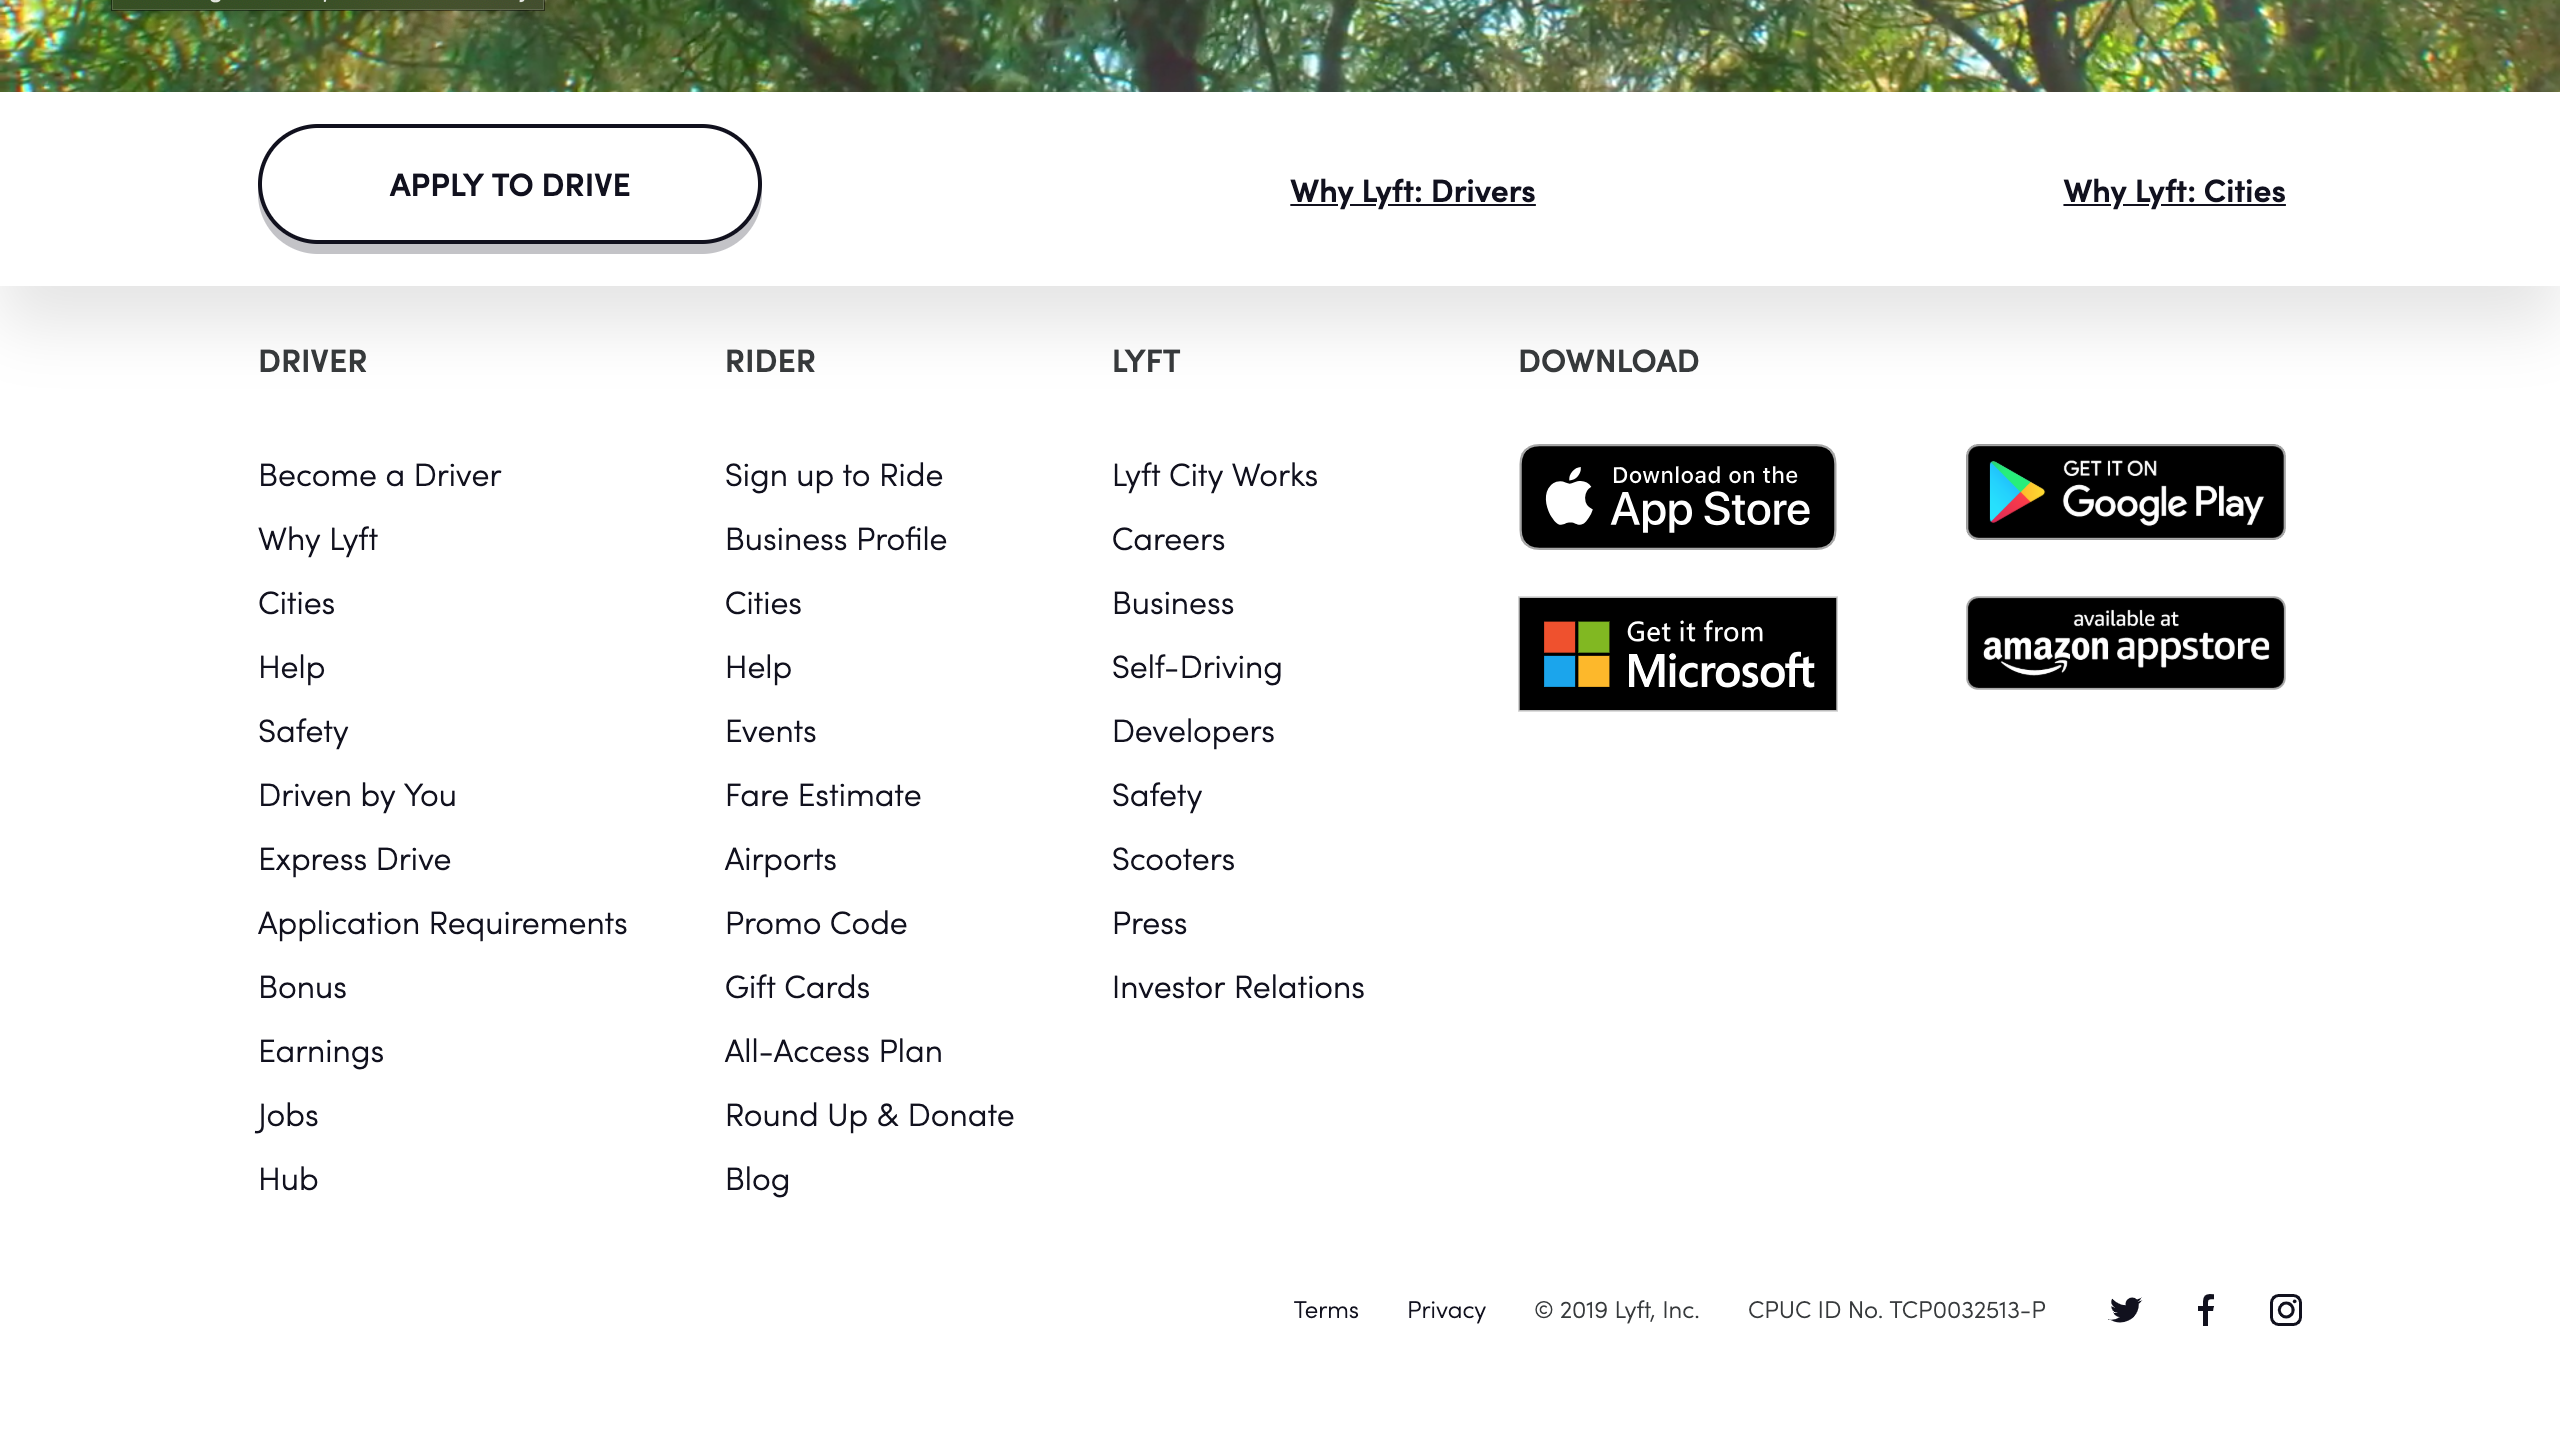 APPLY TO DRIVE
Why Lyft: Drivers
Why Lyft: Cities
DRIVER
Become a Driver
Why Lyft
Cities
Help
Safety
Driven by You
Express Drive
Application Requirements
Bonus
Earnings
Jobs
Hub
RIDER
Sign up to Ride
Business Profile
Cities
Help
Events
Fare Estimate
Airports
Promo Code
Gift Cards
All-Access Plan
Round Up & Donate
Blog
LYFT
Lyft City Works
Careers
Business
Self-Driving
Developers
Safety
Scooters
Press
Investor Relations
DOWNLOAD
Download on the
App Store
GET IT ON
Google Play
Get it from
Microsoft
available at
amazon appstore
Terms
Privacy
© 2019 Lyft, Inc.
CPUC ID No. TCP0032513-P